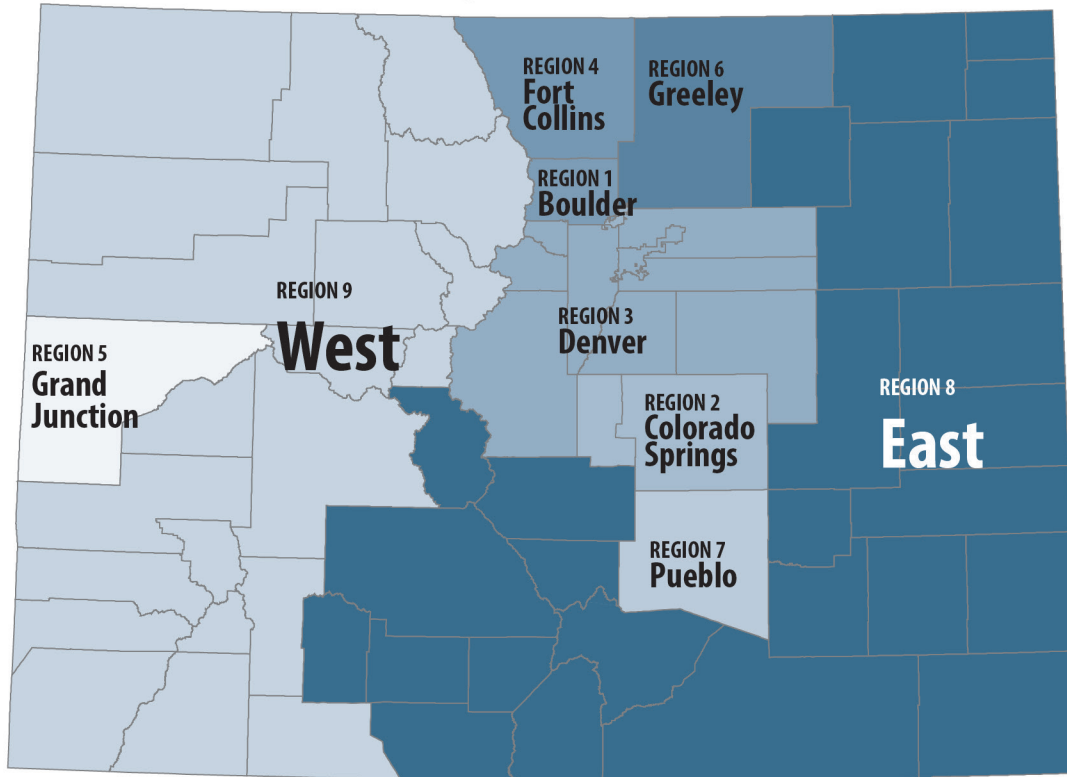 REGION 4
Fort
Collins
REGION 6
Greeley
REGION 1
Boulder
REGION 9
West
REGION 3
Denver
REGION 5
Grand
Junction
REGION 2
Colorado
Springs
REGION 8
East
REGION 7
Pueblo